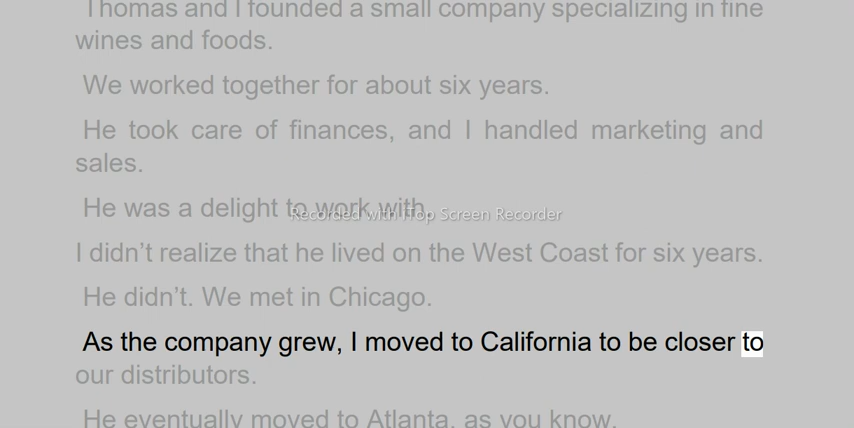 Thomas and I founded a small company specializing in fine
wines and foods.
We worked together for about six years.
He took care of finances, and I handled marketing and
sales.
He was a delight to work with.
Recorded with iTop Screen Recorder
I didn’t realize that he lived on the West Coast for six years.
He didn’t. We met in Chicago.
As the company grew, I moved to California to be closer to
our distributors.
He eventually moved to Atlanta, as you know.